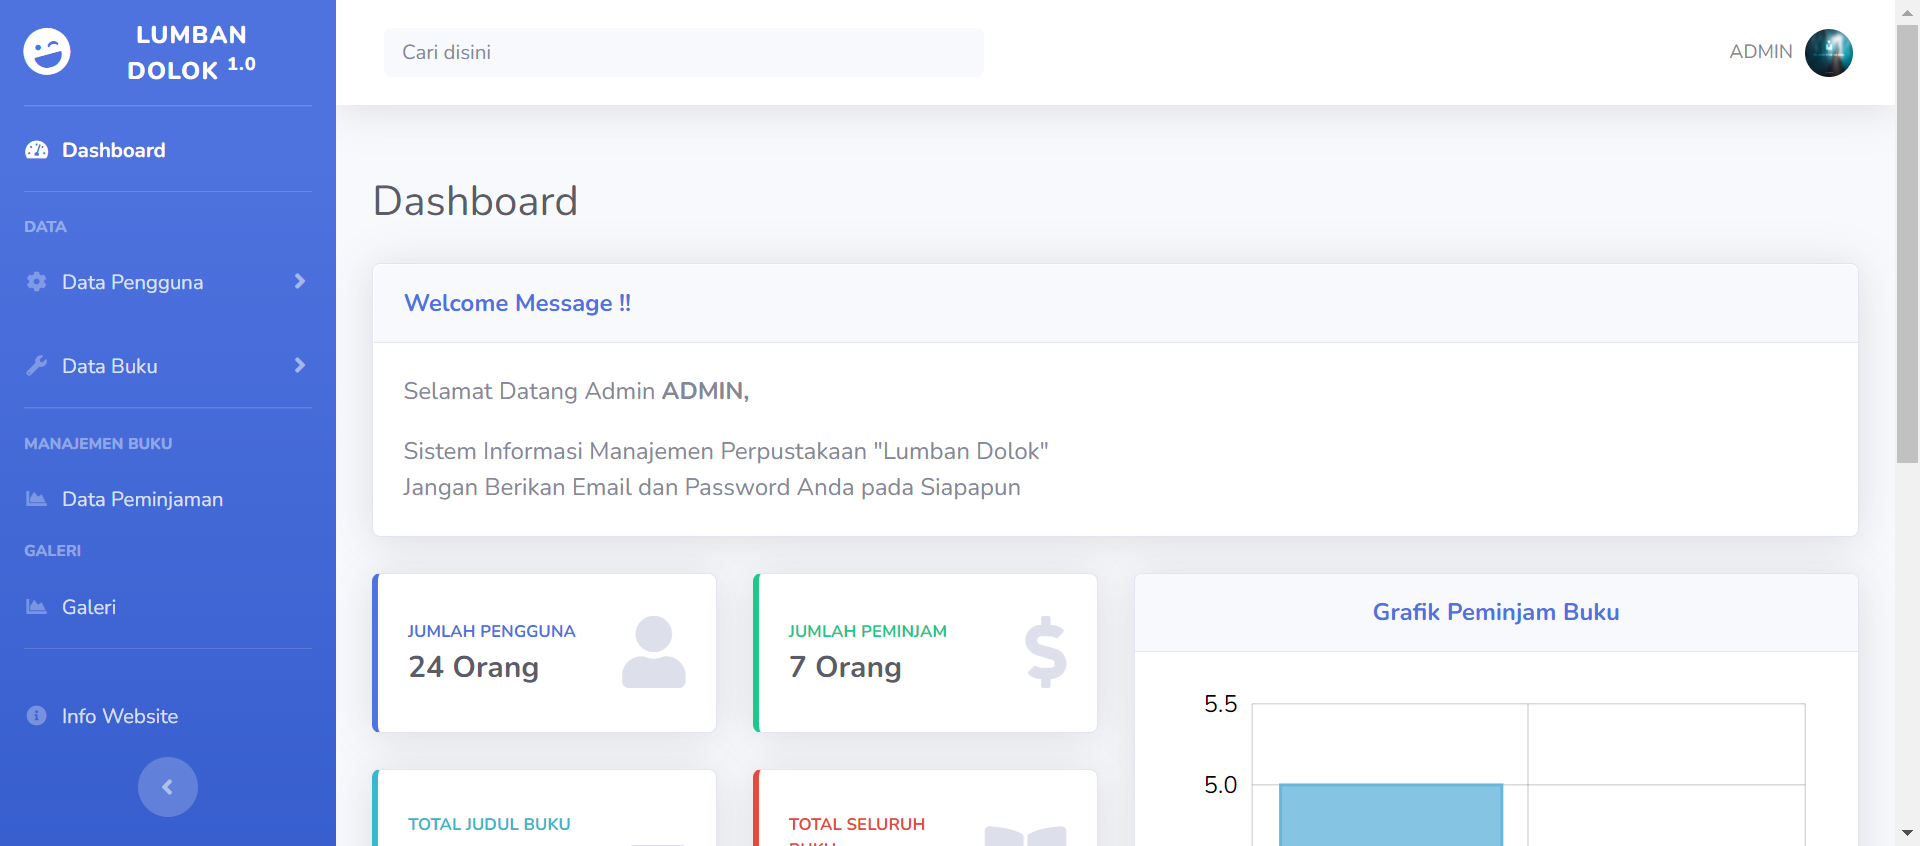 LUMBAN
DOLOK 1.0
Dashboard
DATA
Data Pengguna
Data Buku
MANAJEMEN BUKU
Data Peminjaman
GALERI
Galeri
Info Website
Cari disini
ADMIN
Dashboard
Welcome Message !!
Selamat Datang Admin ADMIN,
Sistem Informasi Manajemen Perpustakaan "Lumban Dolok"
Jangan Berikan Email dan Password Anda pada Siapapun
JUMLAH PENGGUNA
24 Orang
JUMLAH PEMINJAM
7 Orang
TOTAL JUDUL BUKU
TOTAL SELURUH
BUKU
Grafik Peminjam Buku
5.5
5.0